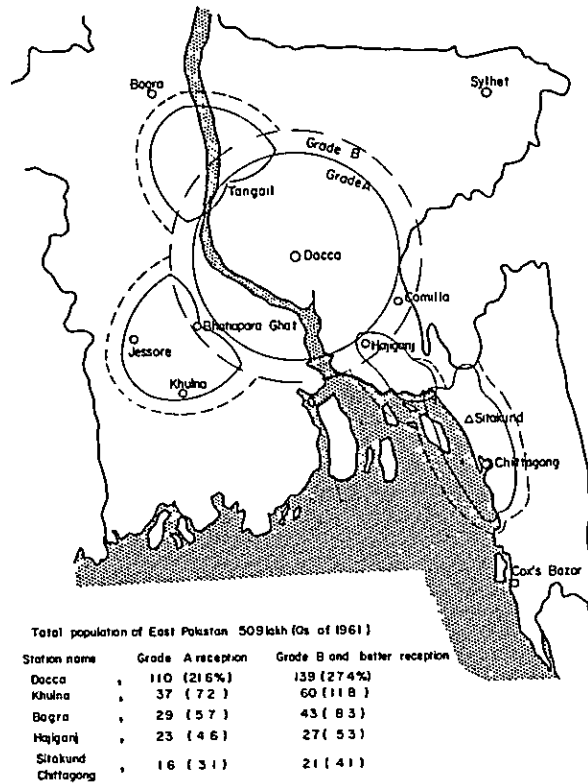 Bogra
Sylhet
Grade B
Grade A
Tangail
Dacca
Comilla
Bhatiapara Ghat
Hajiganj
Jessore
Khulna
Sitakund
Chittagong
Cox's Bazar
Total population of East Pakistan 509 lakh (as of 1961)
Station name Grade A reception Grade B and better reception
Dacca , 110 (21.6%) 139 (27.4%)
Khulna , 37 (7.2) 60 (11.8)
Bogra , 29 (5.7) 43 (8.3)
Hajiganj , 23 (4.6) 27 (5.3)
Sitakund
Chittagong , 16 (3.1) 21 (4.1)